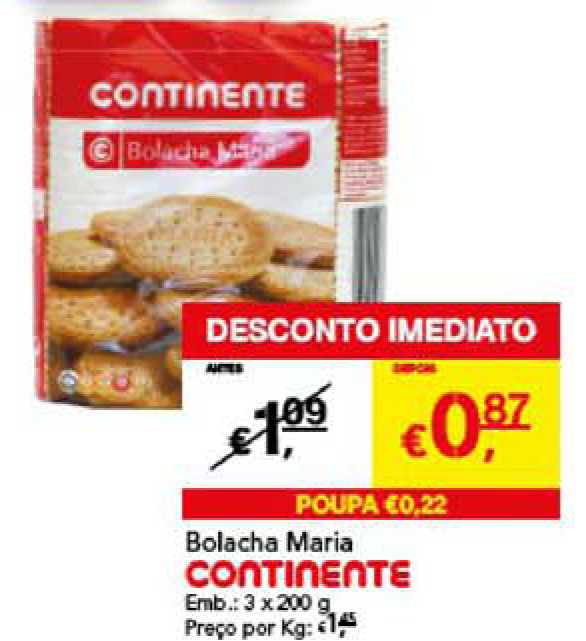 CONTINENTE
© Bolacha Maria
DESCONTO IMEDIATO
ANTES DEPOIS
€1,09 €0,87
POUPA €0,22
Bolacha Maria
CONTINENTE
Emb.: 3 x 200 g
Preço por Kg: €1,45